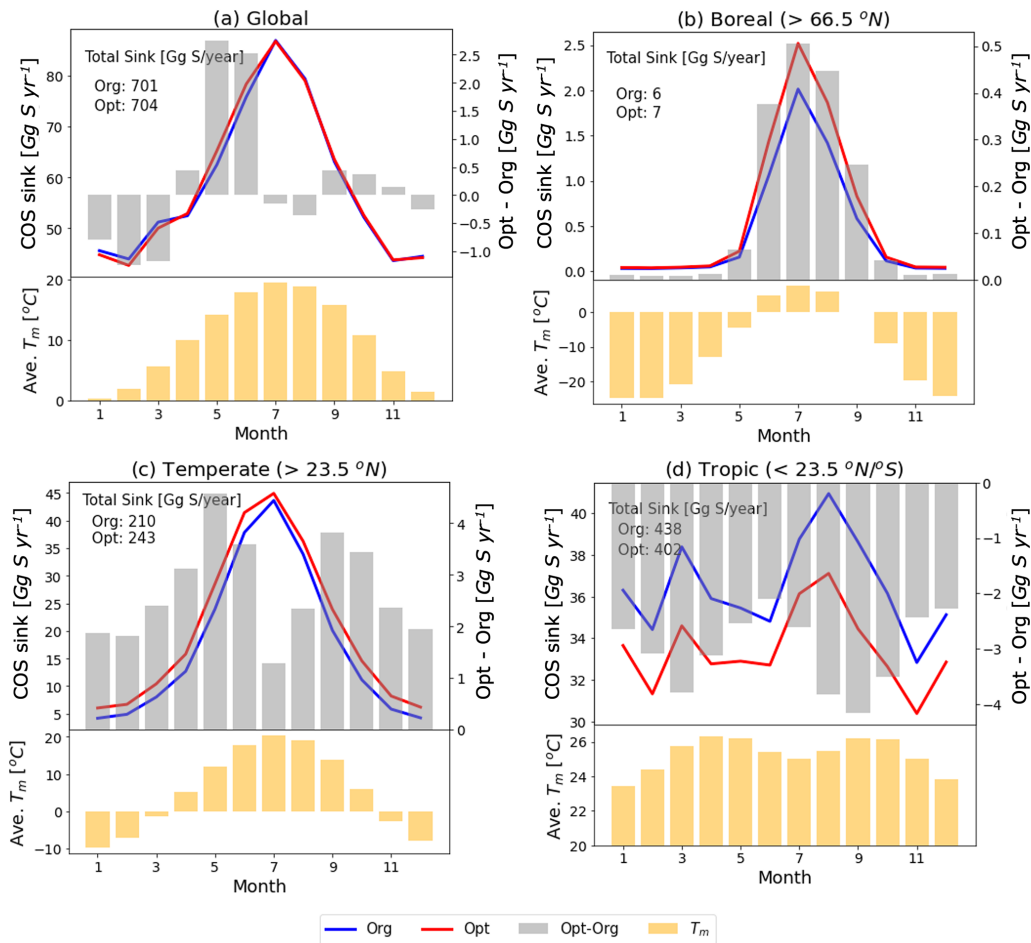 (a) Global
COS sink [Gg S yr⁻¹]
80
70
60
50
Total Sink [Gg S/year]
Org: 701
Opt: 704
2.5
2.0
1.5
1.0
0.5
0.0
−0.5
−1.0
Opt - Org [Gg S yr⁻¹]
Ave. Tm [°C]
20
10
0
1 3 5 7 9 11
Month
(b) Boreal (> 66.5 °N)
COS sink [Gg S yr⁻¹]
2.5
2.0
1.5
1.0
0.5
0.0
Total Sink [Gg S/year]
Org: 6
Opt: 7
0.5
0.4
0.3
0.2
0.1
0.0
Opt - Org [Gg S yr⁻¹]
Ave. Tm [°C]
0
−10
−20
1 3 5 7 9 11
Month
(c) Temperate (> 23.5 °N)
COS sink [Gg S yr⁻¹]
45
40
35
30
25
20
15
10
5
Total Sink [Gg S/year]
Org: 210
Opt: 243
4
3
2
1
0
Opt - Org [Gg S yr⁻¹]
Ave. Tm [°C]
20
10
0
−10
1 3 5 7 9 11
Month
(d) Tropic (< 23.5 °N/°S)
COS sink [Gg S yr⁻¹]
40
38
36
34
32
30
Total Sink [Gg S/year]
Org: 438
Opt: 402
0
−1
−2
−3
−4
Opt - Org [Gg S yr⁻¹]
Ave. Tm [°C]
26
24
22
20
1 3 5 7 9 11
Month
Org Opt Opt-Org Tm